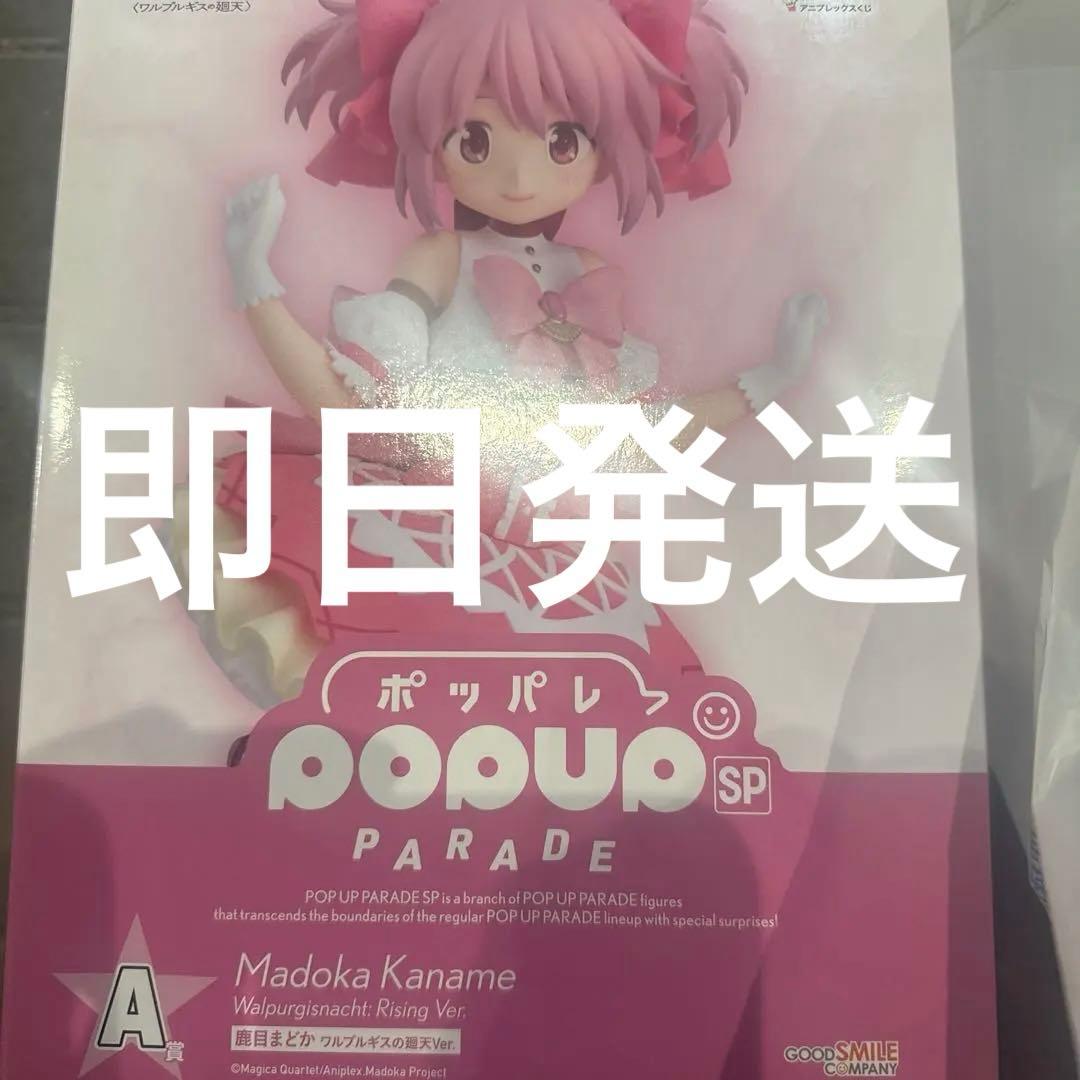 〈ワルプルギスの廻天〉
アニプレックスくじ
即日発送
ポッパレ
POPUP
SP
PARADE
POP UP PARADE SP is a branch of POP UP PARADE figures
that transcends the boundaries of the regular POP UP PARADE lineup with special surprises!
A賞
Madoka Kaname
Walpurgisnacht: Rising Ver.
鹿目まどか ワルプルギスの廻天Ver.
©Magica Quartet/Aniplex,Madoka Project
GOOD SMILE
COMPANY